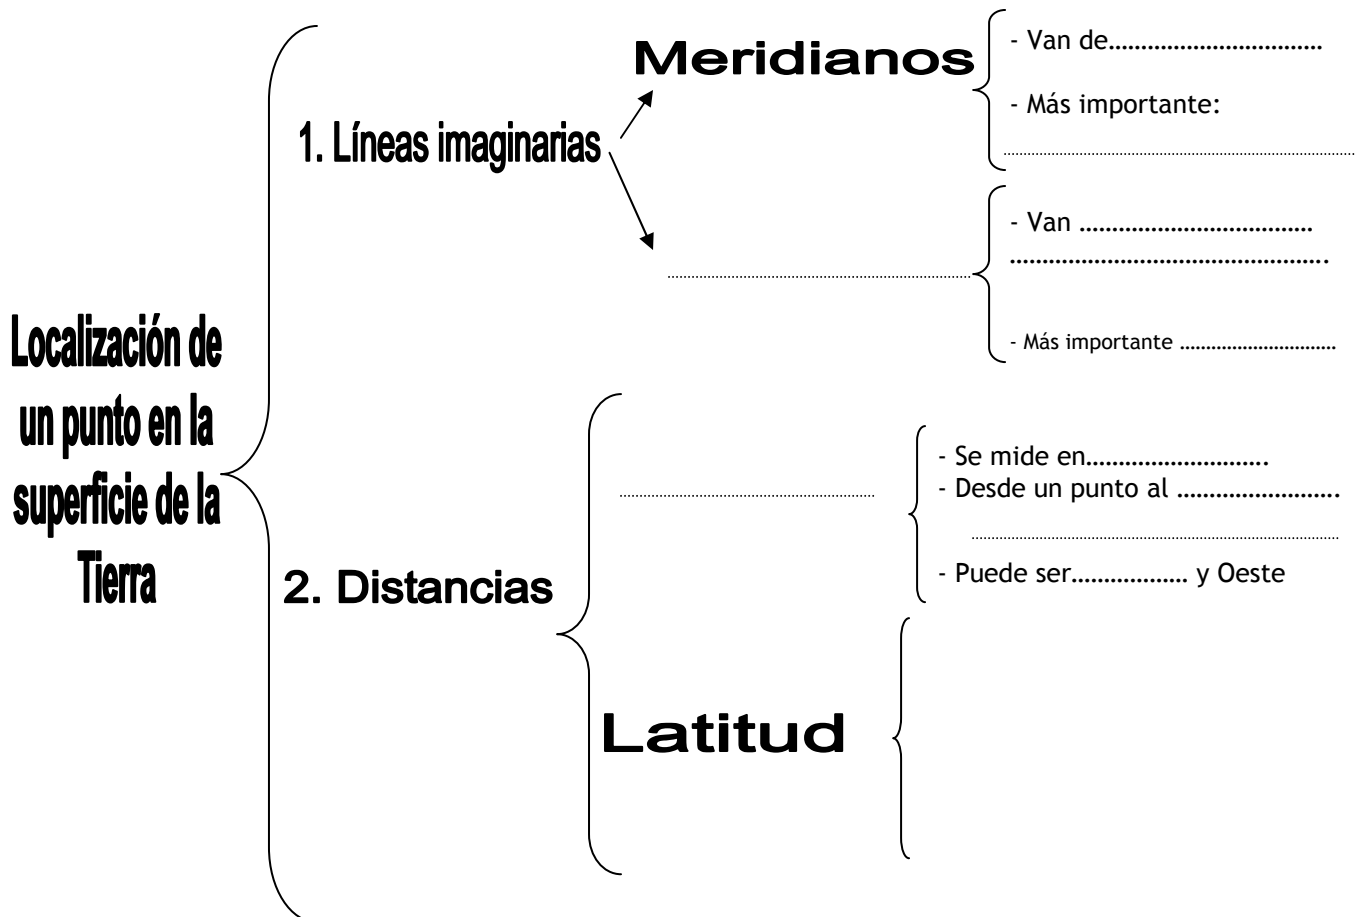 Localización de
un punto en la
superficie de la
Tierra
1. Líneas imaginarias
Meridianos
- Van de.................................
- Más importante:
................................................................................
- Van ....................................
.................................................
......................................................................
- Más importante ..............................
2. Distancias
..........................................................
- Se mide en............................
- Desde un punto al .........................
....................................................................................
- Puede ser.................. y Oeste
Latitud